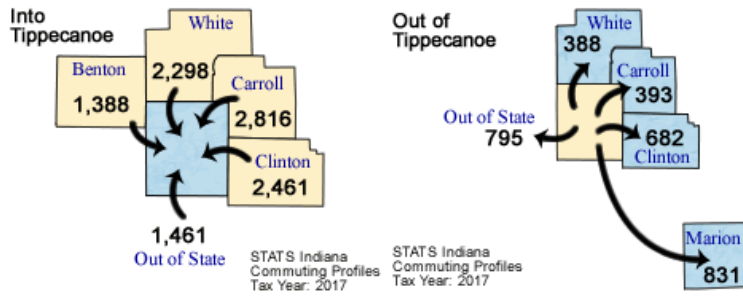 Into
Tippecanoe
White
2,298
Benton
1,388
Carroll
2,816
Clinton
2,461
1,461
Out of State
STATS Indiana
Commuting Profiles
Tax Year: 2017
Out of
Tippecanoe
White
388
Carroll
393
Out of State
795
682
Clinton
Marion
831
STATS Indiana
Commuting Profiles
Tax Year: 2017